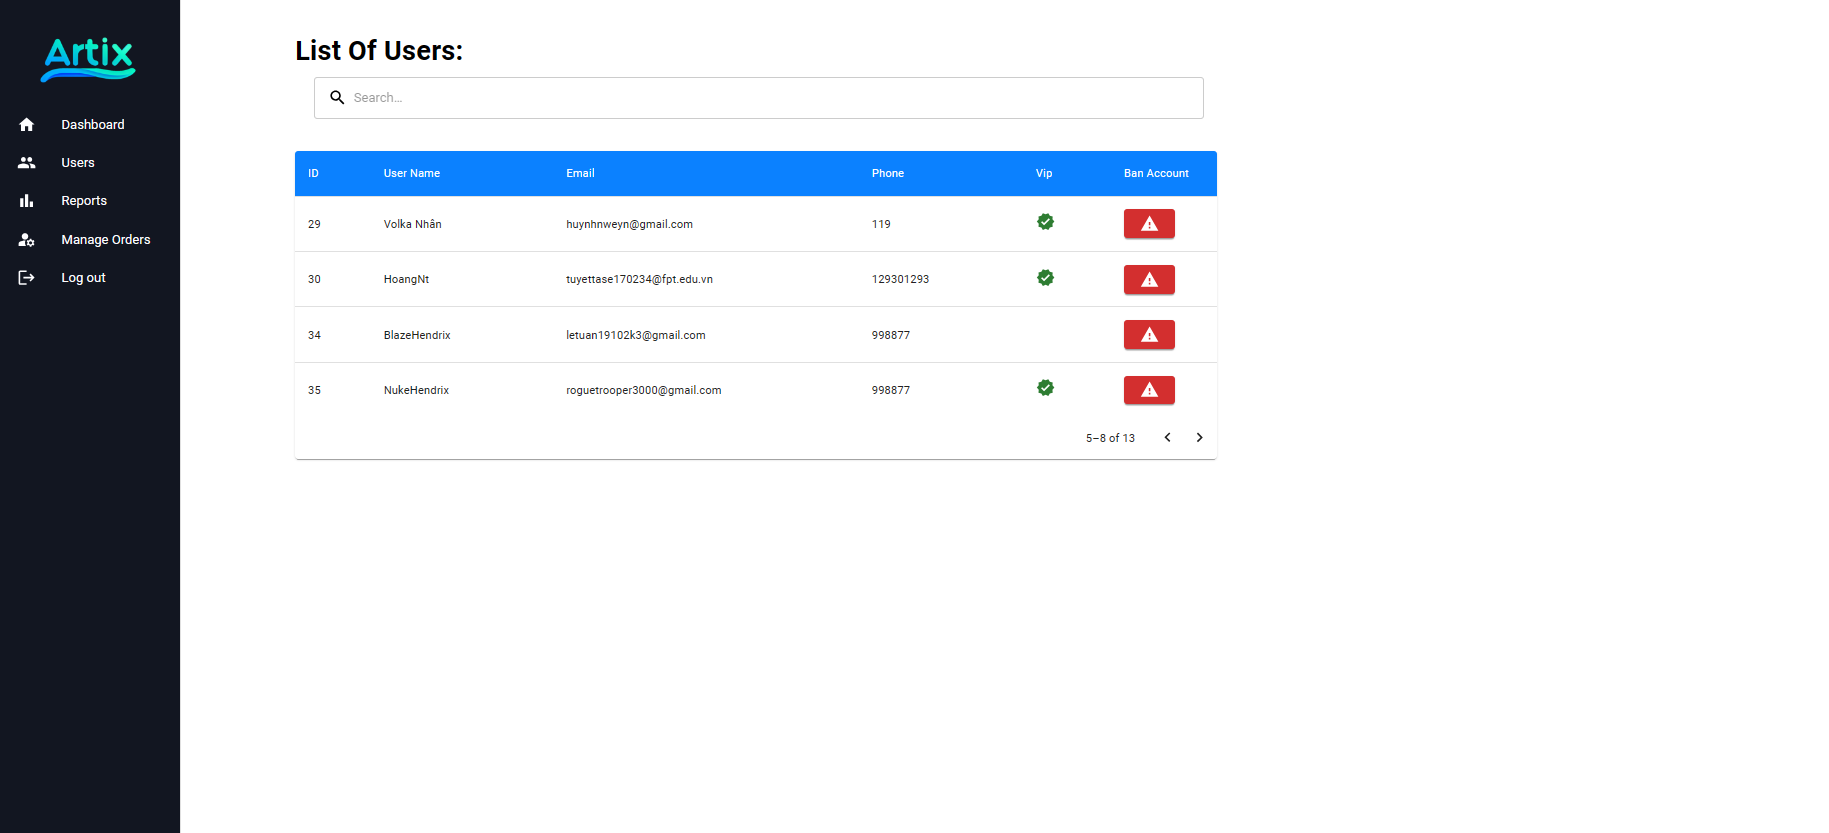 Artix
Dashboard
Users
Reports
Manage Orders
Log out
List Of Users:
Search...
ID User Name Email Phone Vip Ban Account
29 Volka Nhân huynhnweyn@gmail.com 119
30 HoangNt tuyettase170234@fpt.edu.vn 129301293
34 BlazeHendrix letuan19102k3@gmail.com 998877
35 NukeHendrix roguetrooper3000@gmail.com 998877
5–8 of 13